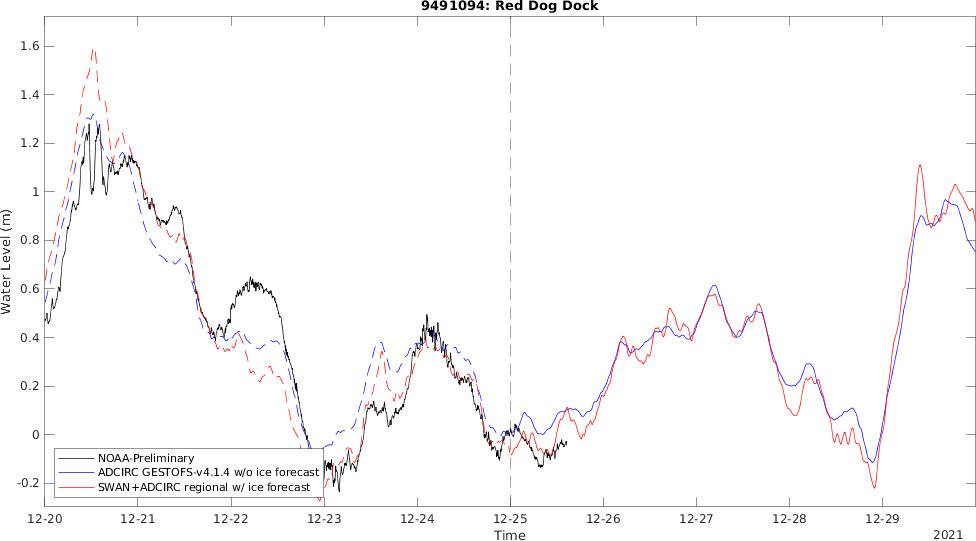 9491094: Red Dog Dock
Water Level (m)
1.6
1.4
1.2
1
0.8
0.6
0.4
0.2
0
-0.2
NOAA-Preliminary
ADCIRC GESTOFS-v4.1.4 w/o ice forecast
SWAN+ADCIRC regional w/ ice forecast
12-20 12-21 12-22 12-23 12-24 12-25 12-26 12-27 12-28 12-29
Time
2021